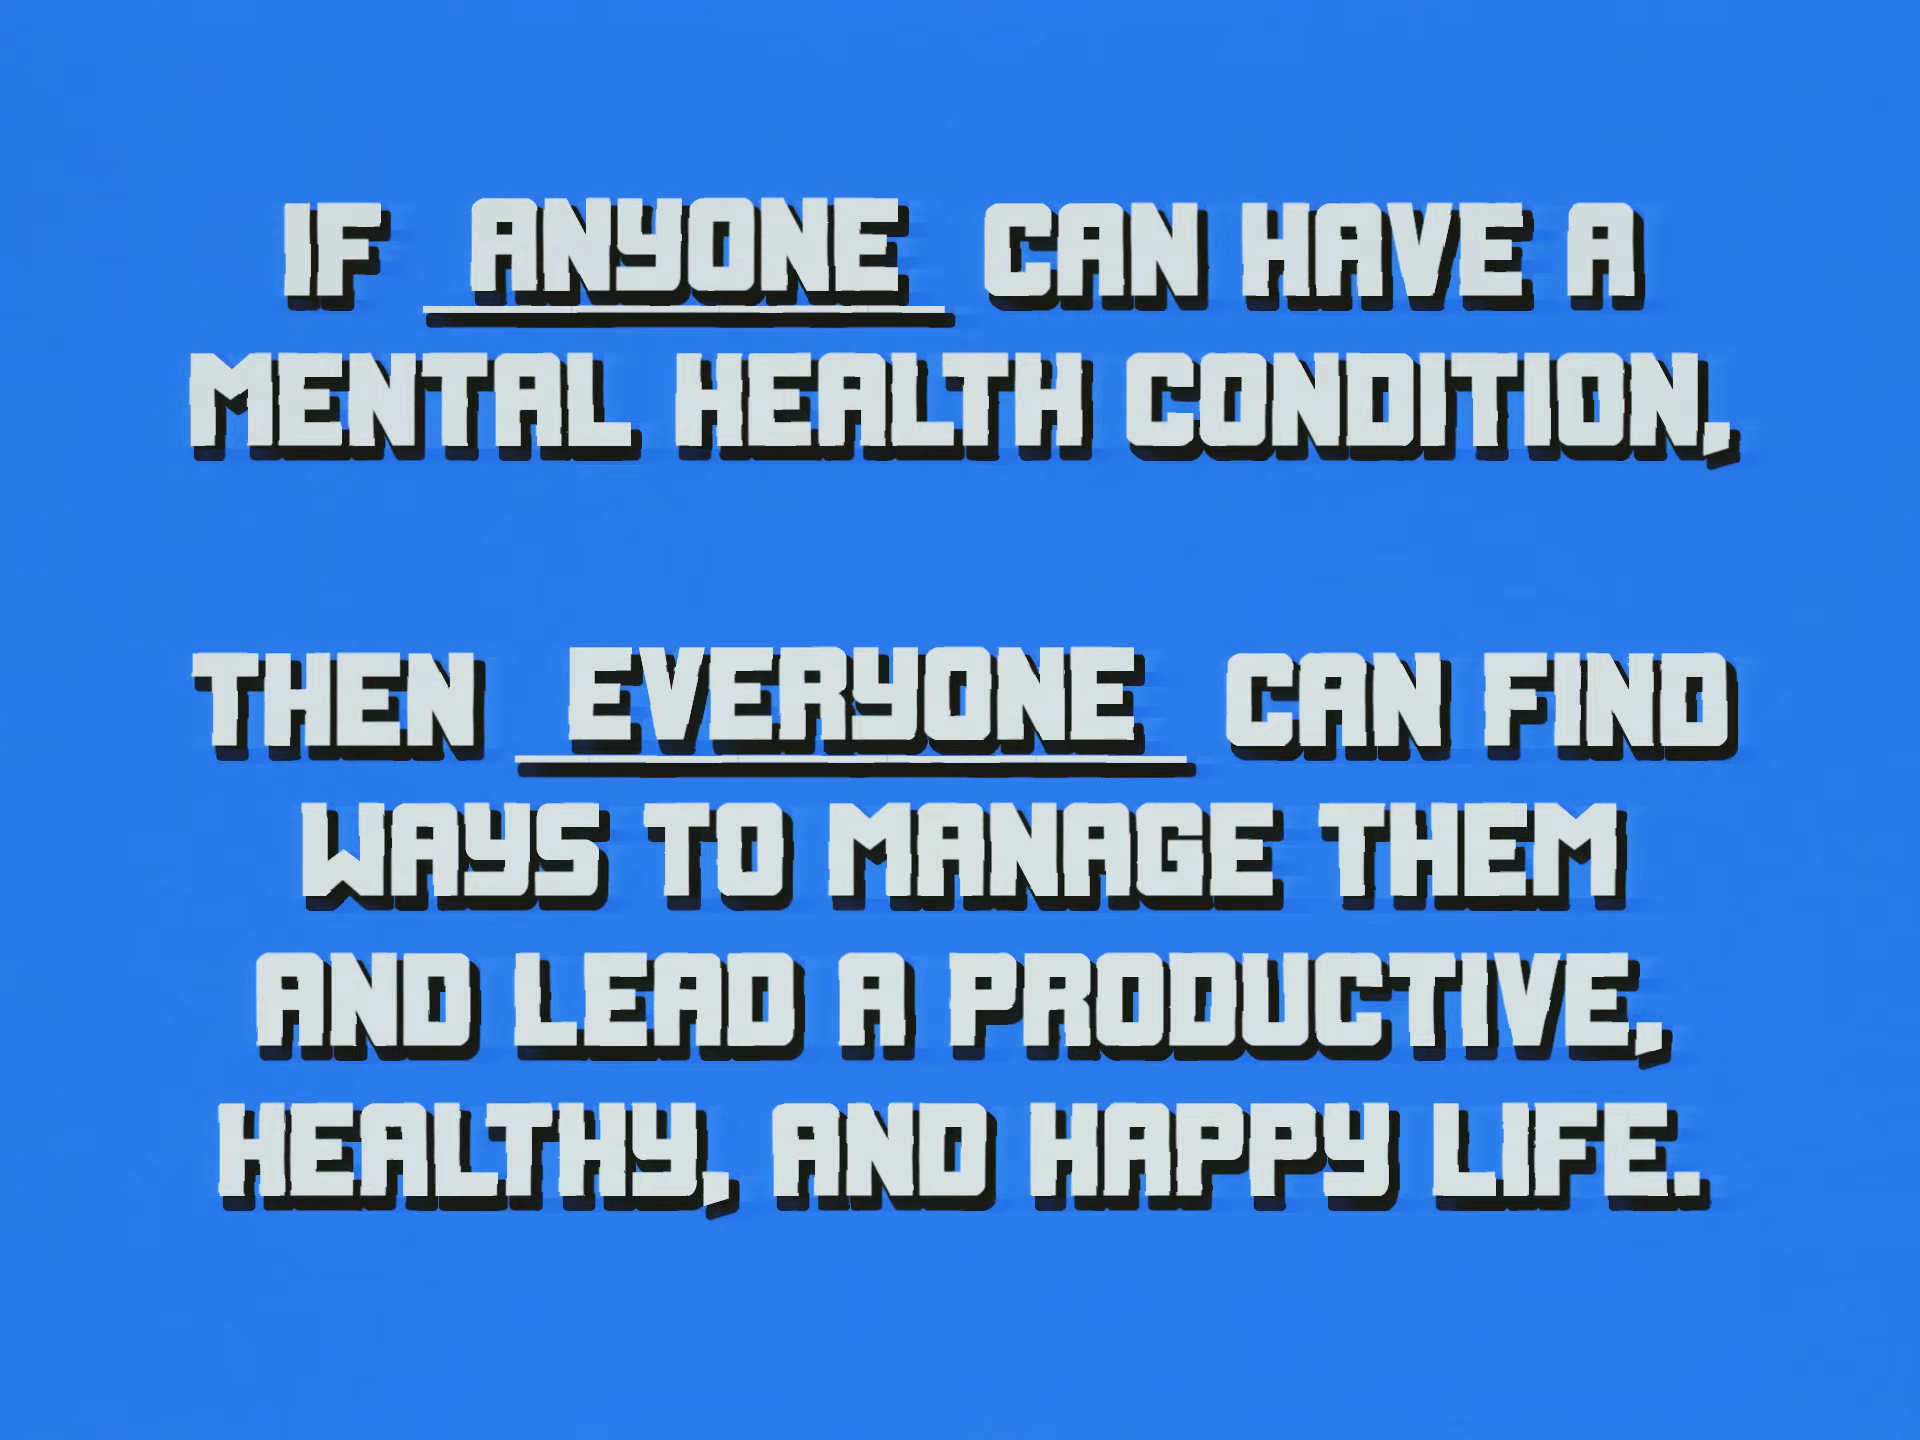 IF ANYONE CAN HAVE A
MENTAL HEALTH CONDITION,
THEN EVERYONE CAN FIND
WAYS TO MANAGE THEM
AND LEAD A PRODUCTIVE,
HEALTHY, AND HAPPY LIFE.